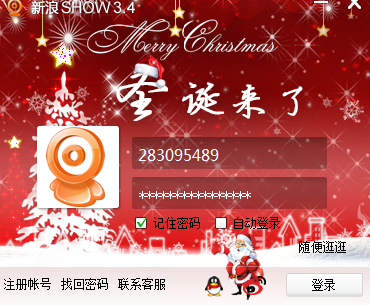 新浪SHOW 3.4
Merry Christmas
圣诞来了
283095489
****************
记住密码 自动登录
随便逛逛
注册帐号 找回密码 联系客服
登录